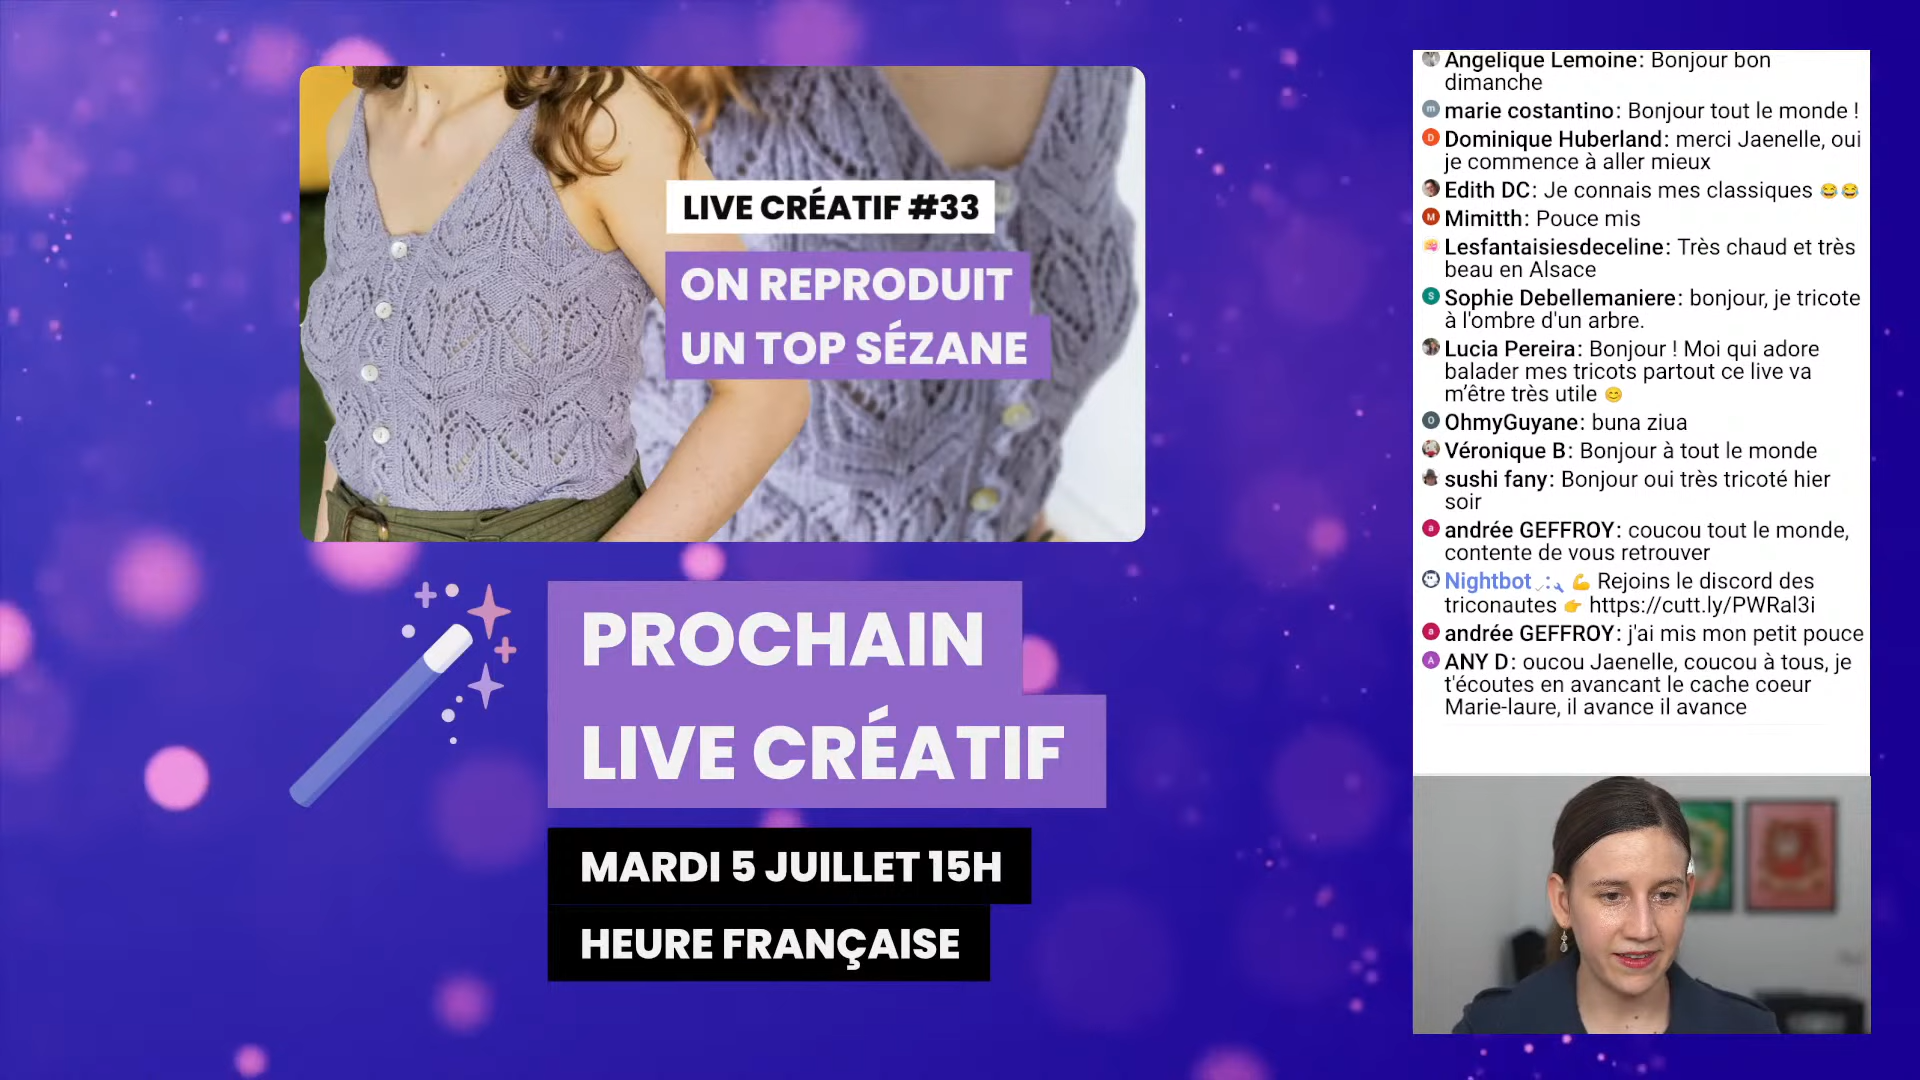 LIVE CRÉATIF #33
ON REPRODUIT
UN TOP SÉZANE
PROCHAIN
LIVE CRÉATIF
MARDI 5 JUILLET 15H
HEURE FRANÇAISE
Angelique Lemoine: Bonjour bon
dimanche
m marie costantino: Bonjour tout le monde !
D Dominique Huberland: merci Jaenelle, oui
je commence à aller mieux
Edith DC: Je connais mes classiques 😂😂
M Mimitth: Pouce mis
Lesfantaisiesdeceline: Très chaud et très
beau en Alsace
S Sophie Debellemaniere: bonjour, je tricote
à l'ombre d'un arbre.
Lucia Pereira: Bonjour ! Moi qui adore
balader mes tricots partout ce live va
m’être très utile 😊
O OhmyGuyane: buna ziua
Véronique B: Bonjour à tout le monde
sushi fany: Bonjour oui très tricoté hier
soir
a andrée GEFFROY: coucou tout le monde,
contente de vous retrouver
Nightbot : 💪 Rejoins le discord des
triconautes 👉 https://cutt.ly/PWRal3i
a andrée GEFFROY: j'ai mis mon petit pouce
A ANY D: oucou Jaenelle, coucou à tous, je
t'écoutes en avancant le cache coeur
Marie-laure, il avance il avance